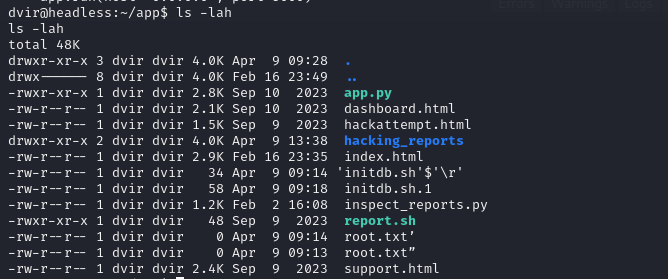 dvir@headless:~/app$ ls -lah
ls -lah
total 48K
drwxr-xr-x 3 dvir dvir 4.0K Apr  9 09:28  .
drwx------ 8 dvir dvir 4.0K Feb 16 23:49  ..
-rwxr-xr-x 1 dvir dvir 2.8K Sep 10  2023  app.py
-rw-r--r-- 1 dvir dvir 2.1K Sep 10  2023  dashboard.html
-rw-r--r-- 1 dvir dvir 1.5K Sep  9  2023  hackattempt.html
drwxr-xr-x 2 dvir dvir 4.0K Apr  9 13:38  hacking_reports
-rw-r--r-- 1 dvir dvir 2.9K Feb 16 23:35  index.html
-rw-r--r-- 1 dvir dvir   34 Apr  9 09:14 'initdb.sh'$'\r'
-rw-r--r-- 1 dvir dvir   58 Apr  9 09:18  initdb.sh.1
-rw-r--r-- 1 dvir dvir 1.2K Feb  2 16:08  inspect_reports.py
-rwxr-xr-x 1 dvir dvir   48 Sep  9  2023  report.sh
-rw-r--r-- 1 dvir dvir    0 Apr  9 09:14  root.txt’
-rw-r--r-- 1 dvir dvir    0 Apr  9 09:13  root.txt”
-rw-r--r-- 1 dvir dvir 2.4K Sep  9  2023  support.html